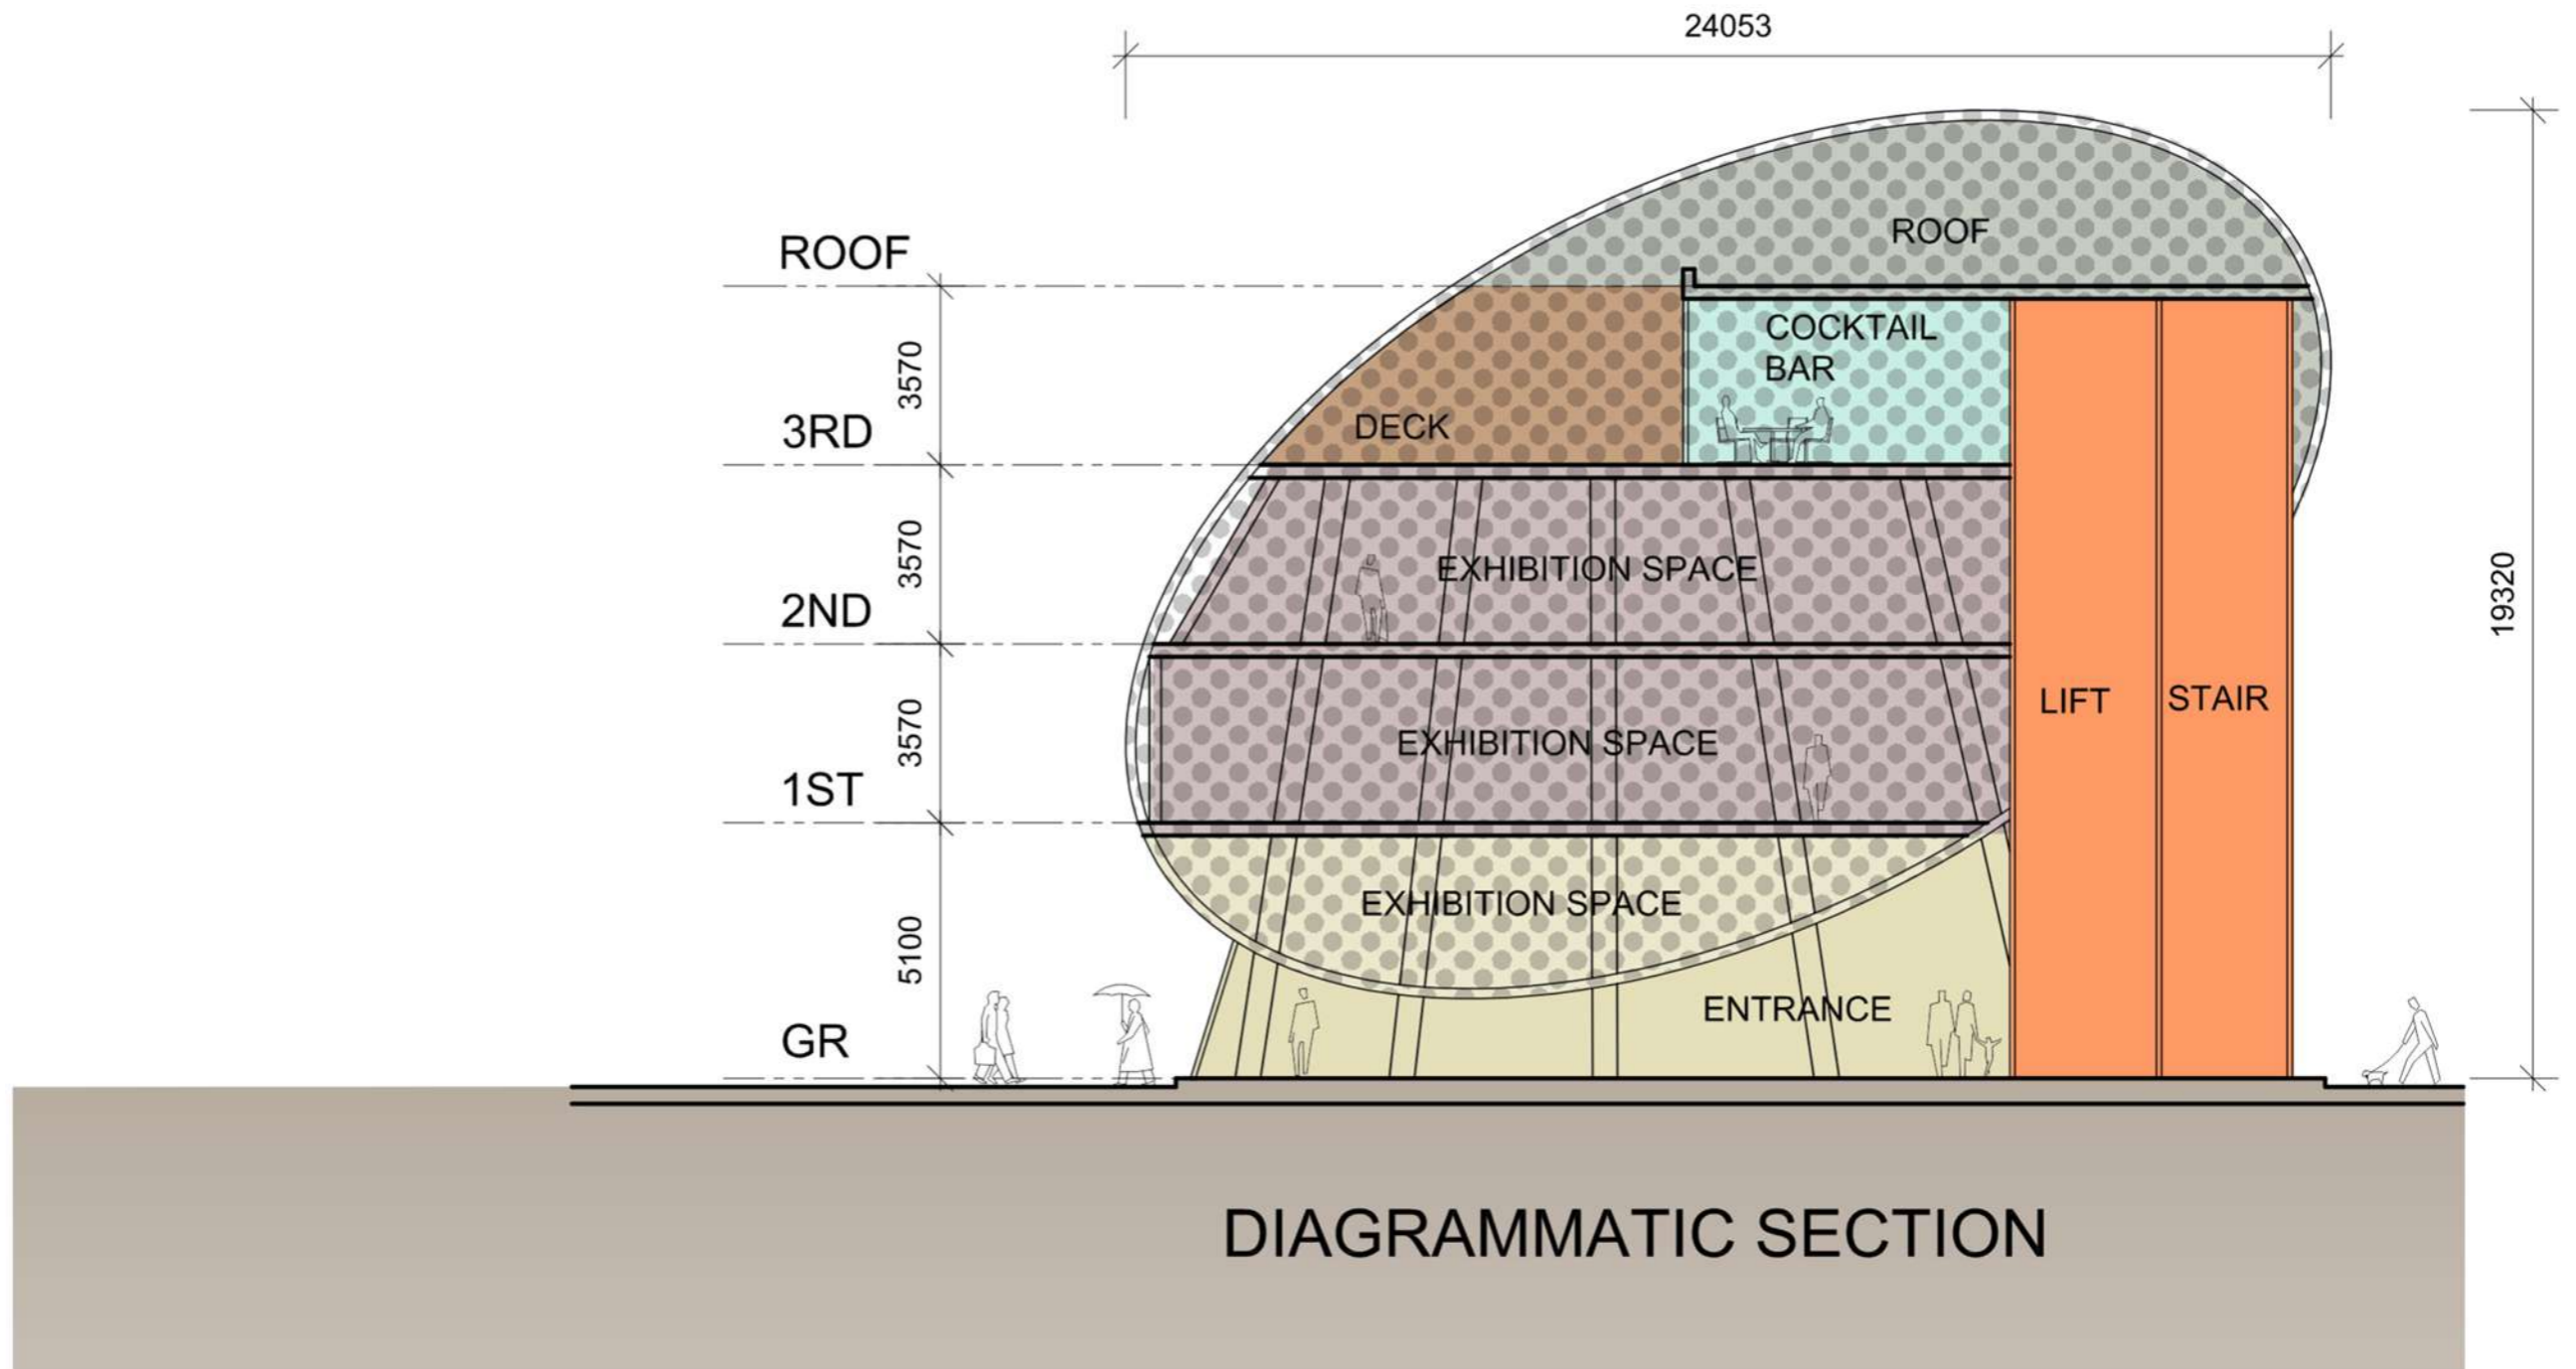 24053
ROOF
ROOF
3570
COCKTAIL
BAR
3RD
DECK
3570
EXHIBITION SPACE
19320
2ND
3570
EXHIBITION SPACE
LIFT
STAIR
1ST
5100
EXHIBITION SPACE
ENTRANCE
GR
DIAGRAMMATIC SECTION